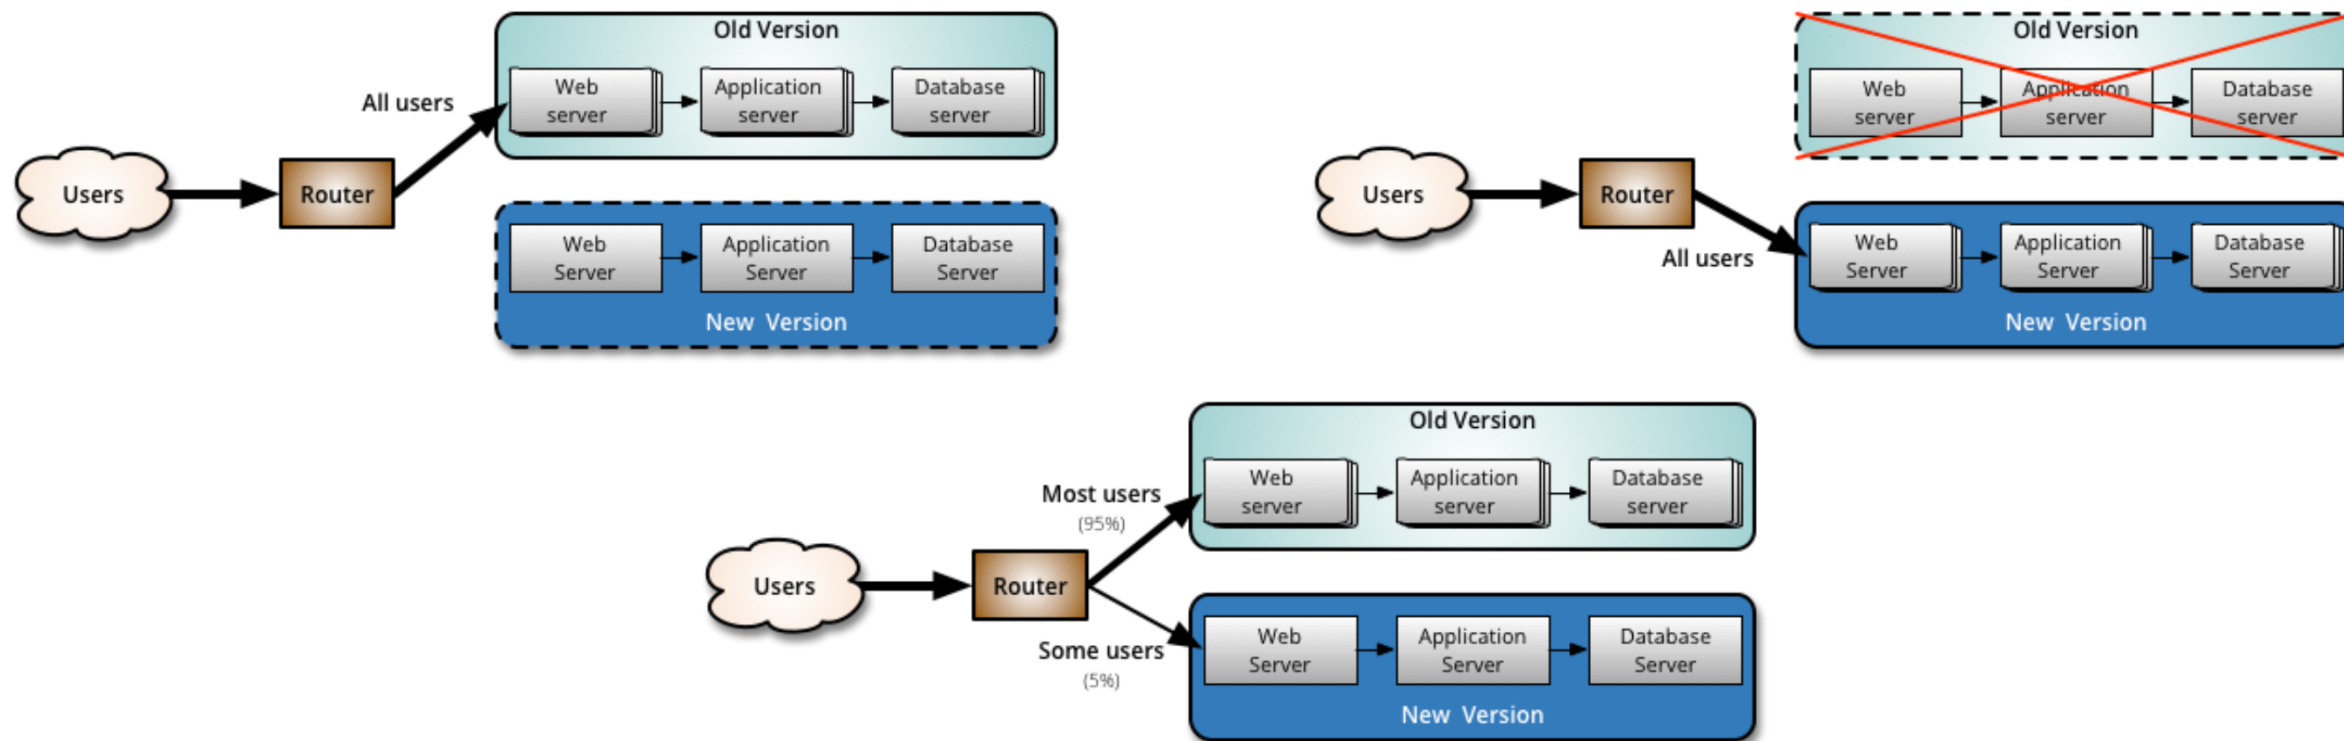 Old Version
Web
server
Application
server
Database
server
All users
Users
Router
Web
Server
Application
Server
Database
Server
New Version
Old Version
Web
server
Application
server
Database
server
Users
Router
All users
Web
Server
Application
Server
Database
Server
New Version
Old Version
Web
server
Application
server
Database
server
Most users
(95%)
Users
Router
Some users
(5%)
Web
Server
Application
Server
Database
Server
New Version